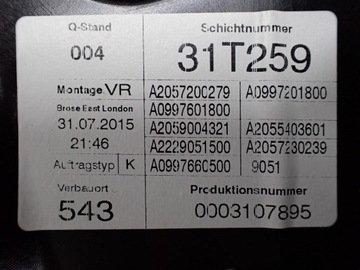 Q-Stand Schichtnummer
004 31T259
Montage VR A2057200279 A0997201800
Brose East London A0997601800
31.07.2015 A2059004321 A2055403601
21:46 A2229051500 A2057230239
Auftragstyp K A0997660500 9051
Verbauort Produktionsnummer
543 0003107895